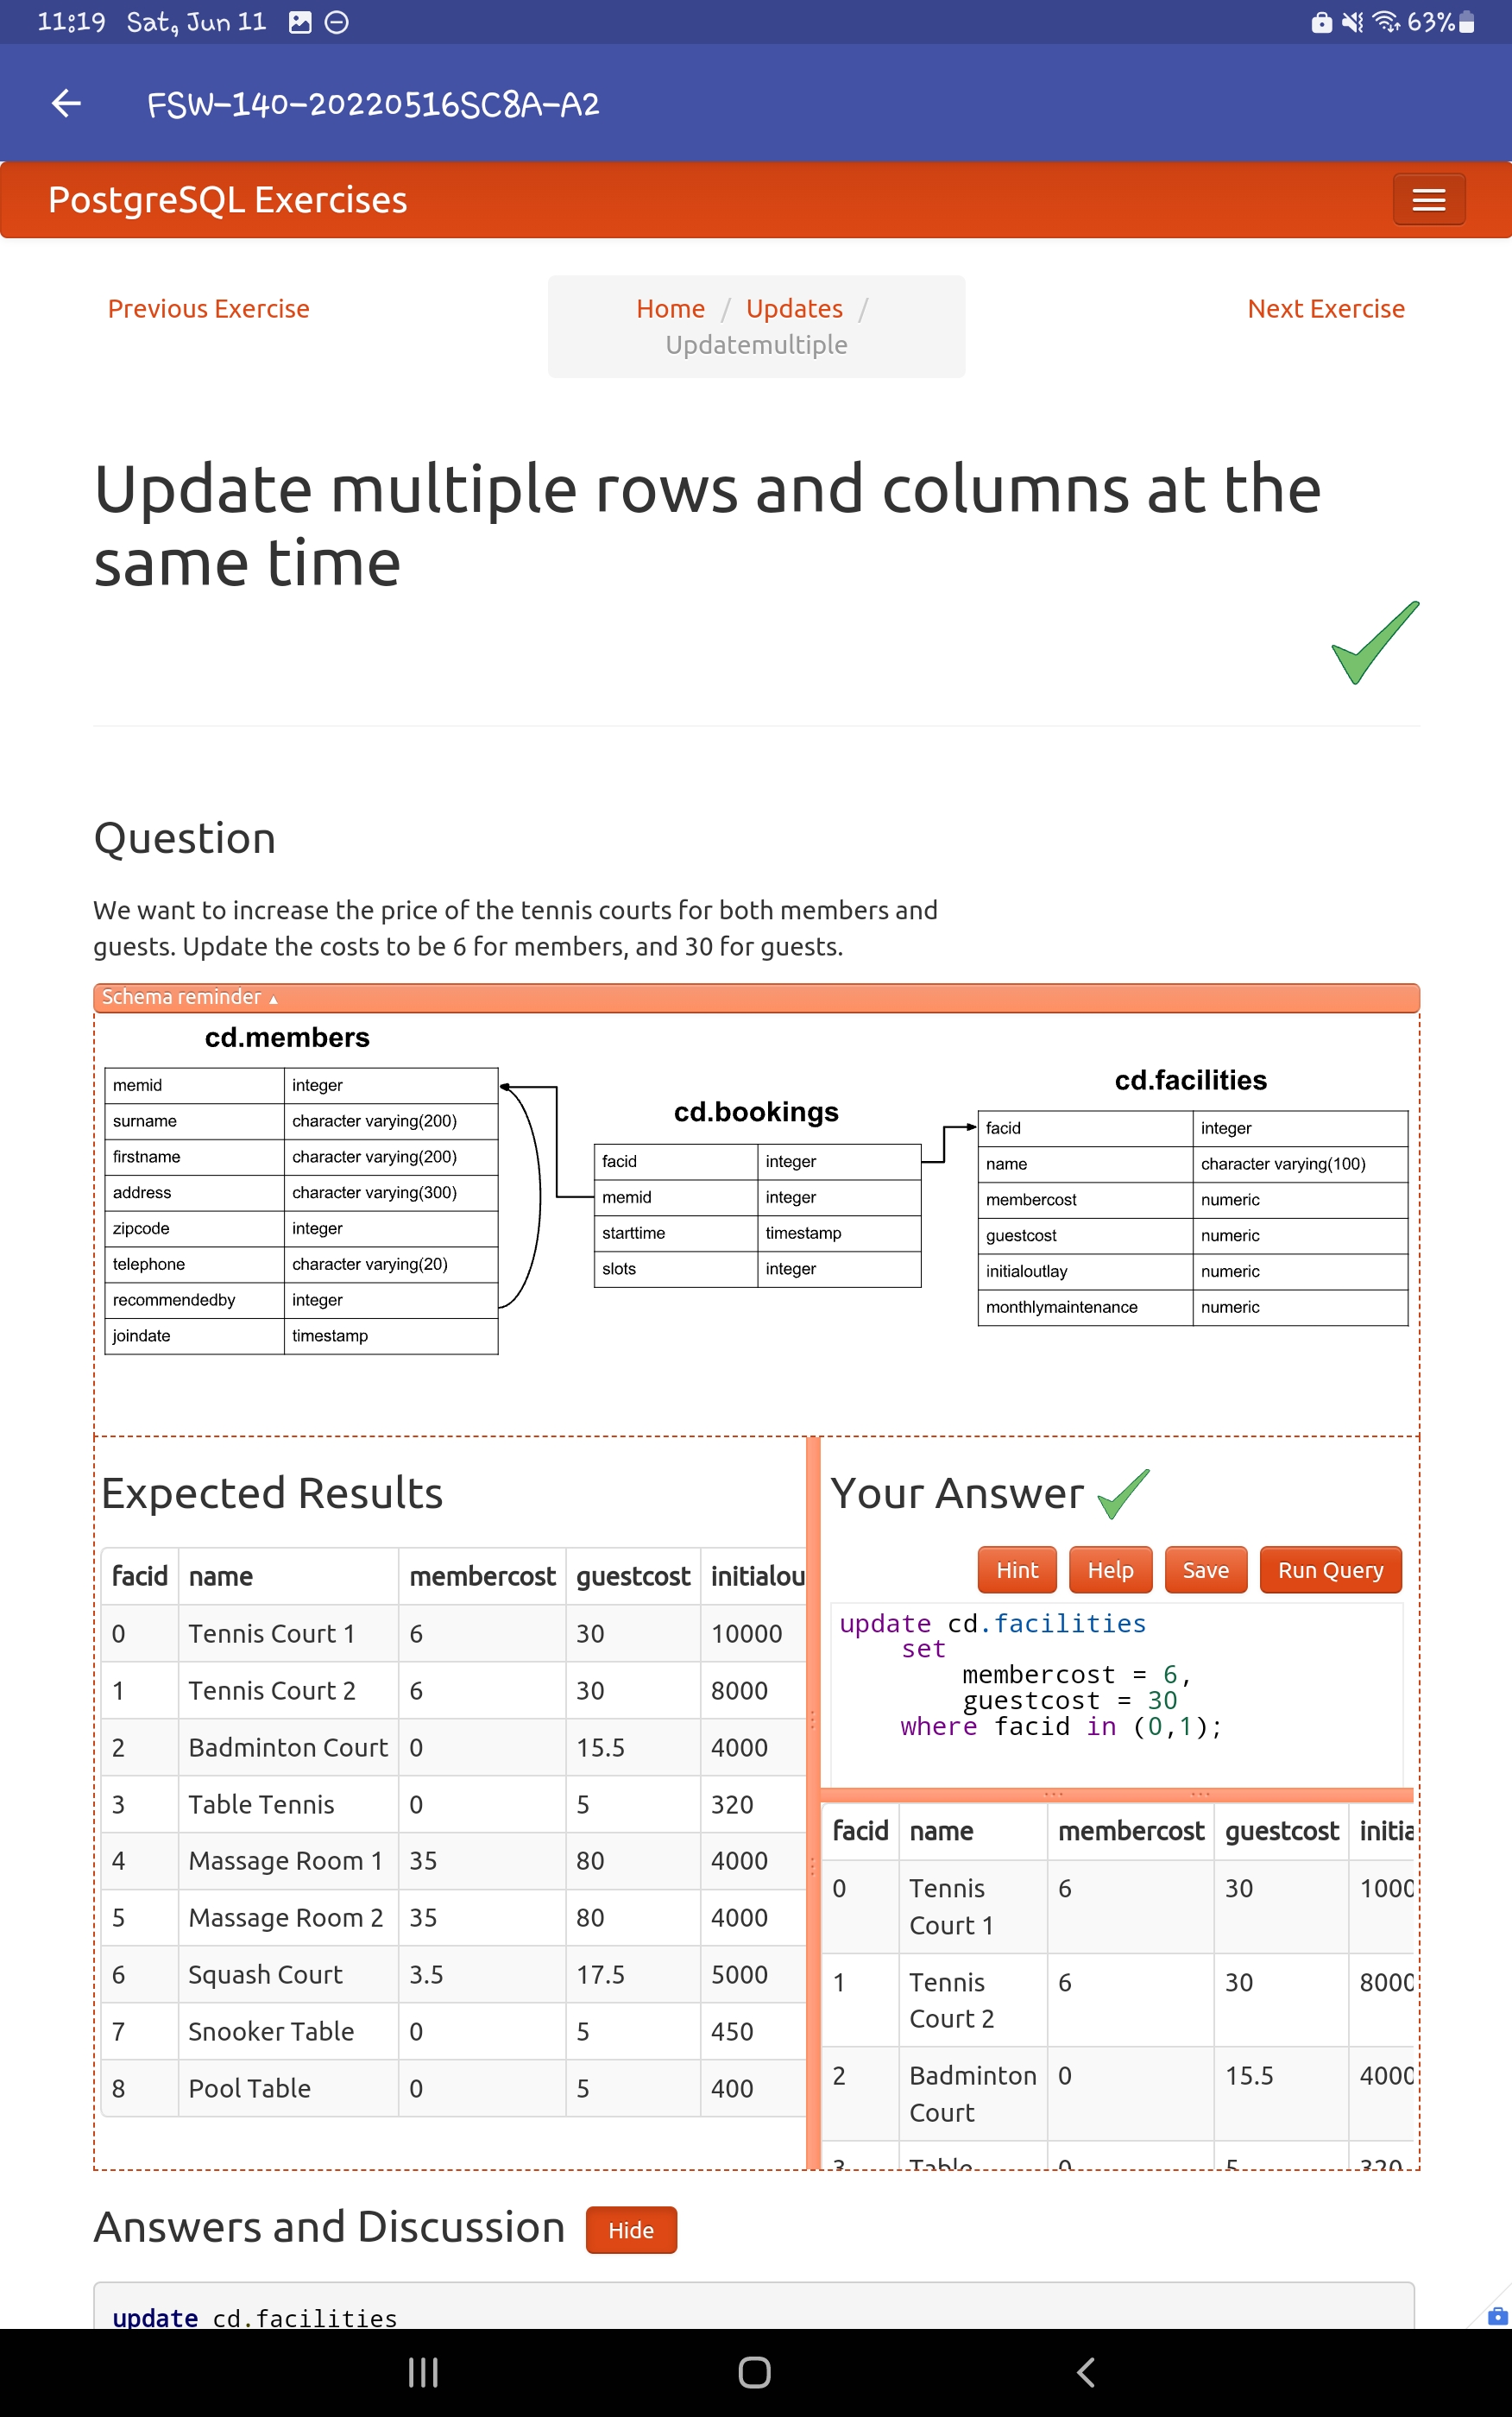 11:19 Sat, Jun 11
63%
FSW-140-20220516SC8A-A2
PostgreSQL Exercises
Previous Exercise
Home / Updates /
Updatemultiple
Next Exercise
Update multiple rows and columns at the
same time
Question
We want to increase the price of the tennis courts for both members and
guests. Update the costs to be 6 for members, and 30 for guests.
Schema reminder ▲
cd.members
memid integer
surname character varying(200)
firstname character varying(200)
address character varying(300)
zipcode integer
telephone character varying(20)
recommendedby integer
joindate timestamp
cd.bookings
facid integer
memid integer
starttime timestamp
slots integer
cd.facilities
facid integer
name character varying(100)
membercost numeric
guestcost numeric
initialoutlay numeric
monthlymaintenance numeric
Expected Results
facid name membercost guestcost initialou
0 Tennis Court 1 6 30 10000
1 Tennis Court 2 6 30 8000
2 Badminton Court 0 15.5 4000
3 Table Tennis 0 5 320
4 Massage Room 1 35 80 4000
5 Massage Room 2 35 80 4000
6 Squash Court 3.5 17.5 5000
7 Snooker Table 0 5 450
8 Pool Table 0 5 400
Your Answer
Hint Help Save Run Query
update cd.facilities
set
membercost = 6,
guestcost = 30
where facid in (0,1);
facid name membercost guestcost initia
0 Tennis Court 1 6 30 1000
1 Tennis Court 2 6 30 8000
2 Badminton Court 0 15.5 4000
3 Table 0 5 320
Answers and Discussion Hide
update cd.facilities